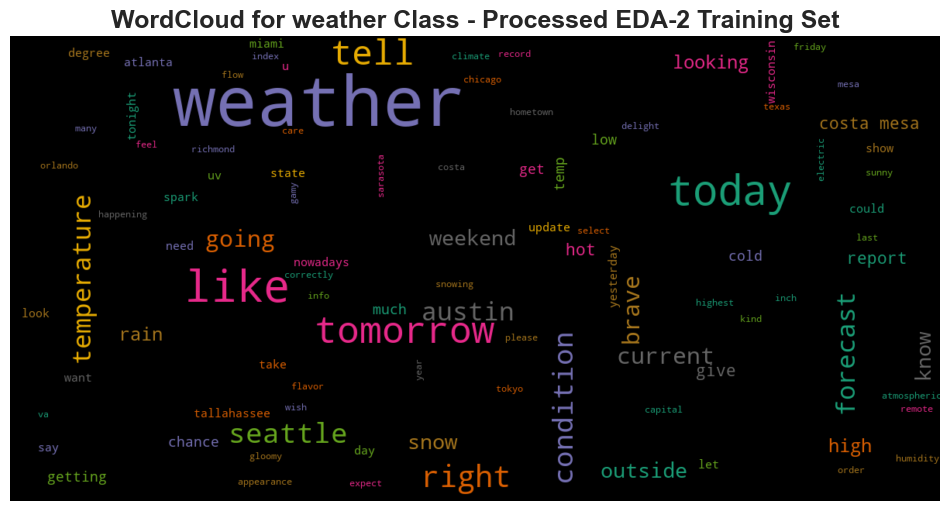 WordCloud for weather Class - Processed EDA-2 Training Set
degree
atlanta
miami
index
u
flow
tell
climate
record
chicago
looking
wisconsin
friday
mesa
texas
weather
many
tonight
feel
care
hometown
low
delight
costa mesa
electric
show
sunny
richmond
orlando
uv
state
gamy
sarasota
costa
get
temp
spark
today
could
happening
temperature
need
going
nowadays
correctly
info
weekend
update
select
hot
yesterday
cold
last
report
like
snowing
much
austin
tomorrow
please
brave
highest
inch
kind
forecast
know
look
rain
want
take
flavor
year
tokyo
condition
current
give
atmospheric
remote
va
tallahassee
wish
capital
say
chance
seattle
gloomy
day
snow
high
humidity
getting
appearance
expect
right
outside
let
order